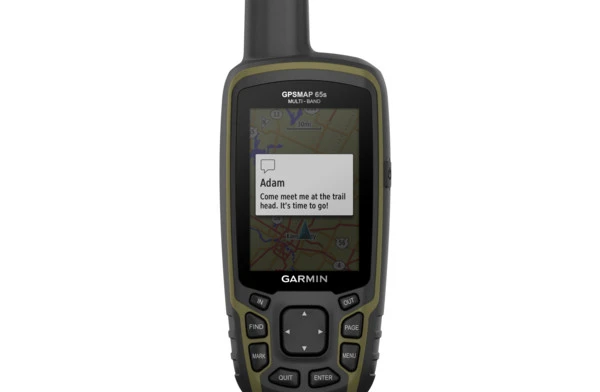 GPSMAP 65s
MULTI-BAND
Adam
Come meet me at the trail
head. It's time to go!
GARMIN
IN
OUT
FIND
PAGE
MARK
MENU
QUIT
ENTER